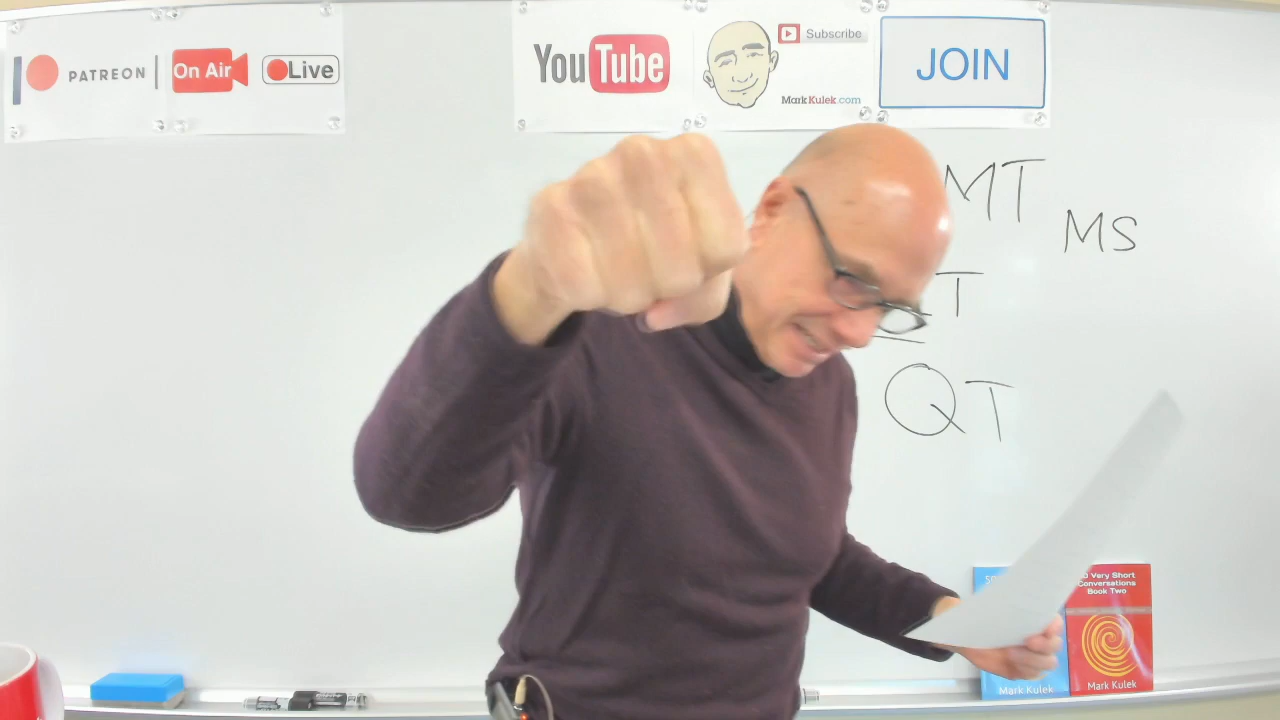 PATREON
On Air
Live
YouTube
Subscribe
MarkKulek.com
JOIN
MT
MS
T
QT
Very Short
Conversations
Book Two
Mark Kulek
Mark Kulek